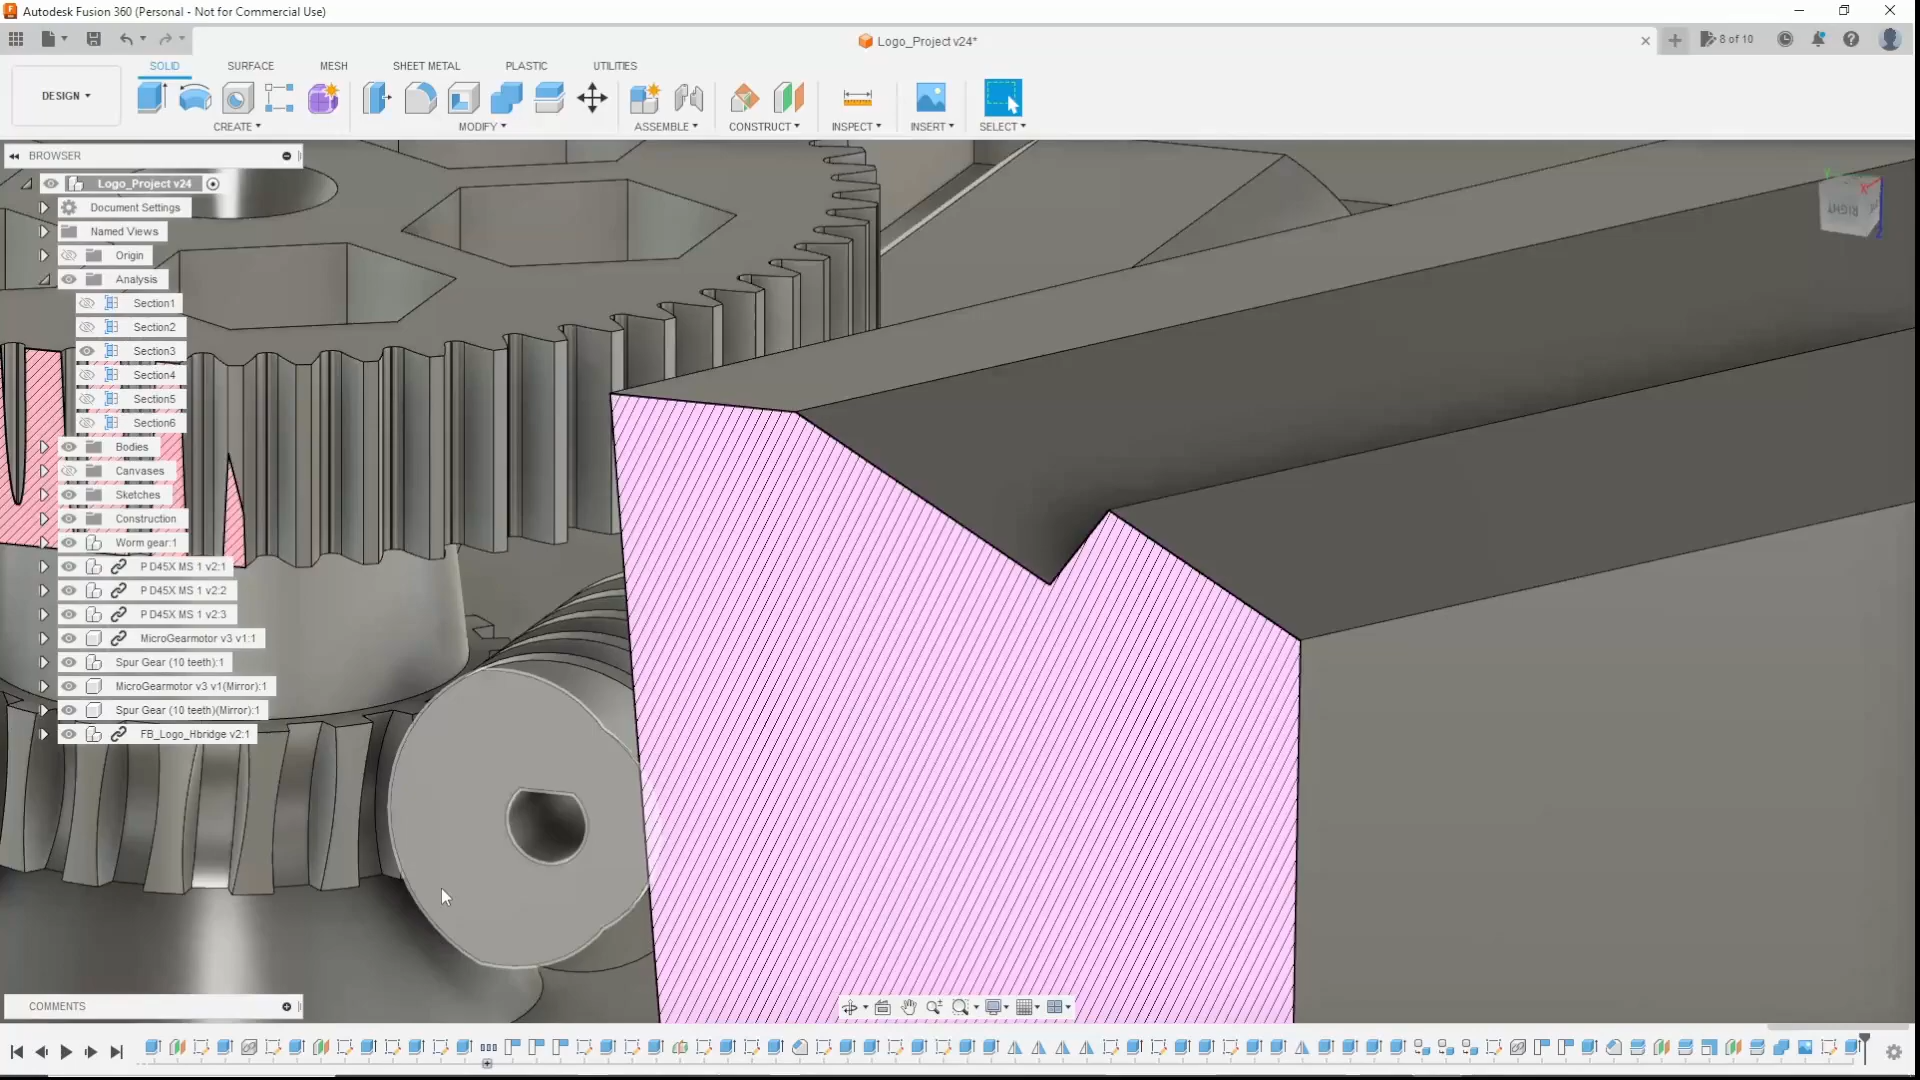 Autodesk Fusion 360 (Personal - Not for Commercial Use)
Logo_Project v24*
8 of 10
DESIGN
SOLID SURFACE MESH SHEET METAL PLASTIC UTILITIES
CREATE MODIFY ASSEMBLE CONSTRUCT INSPECT INSERT SELECT
BROWSER
Logo_Project v24
Document Settings
Named Views
Origin
Analysis
Section1
Section2
Section3
Section4
Section5
Section6
Bodies
Canvases
Sketches
Construction
Worm gear:1
P D45X MS 1 v2:1
P D45X MS 1 v2:2
P D45X MS 1 v2:3
MicroGearmotor v3 v1:1
Spur Gear (10 teeth):1
MicroGearmotor v3 v1(Mirror):1
Spur Gear (10 teeth)(Mirror):1
FB_Logo_Hbridge v2:1
RIGHT
X
Z
COMMENTS